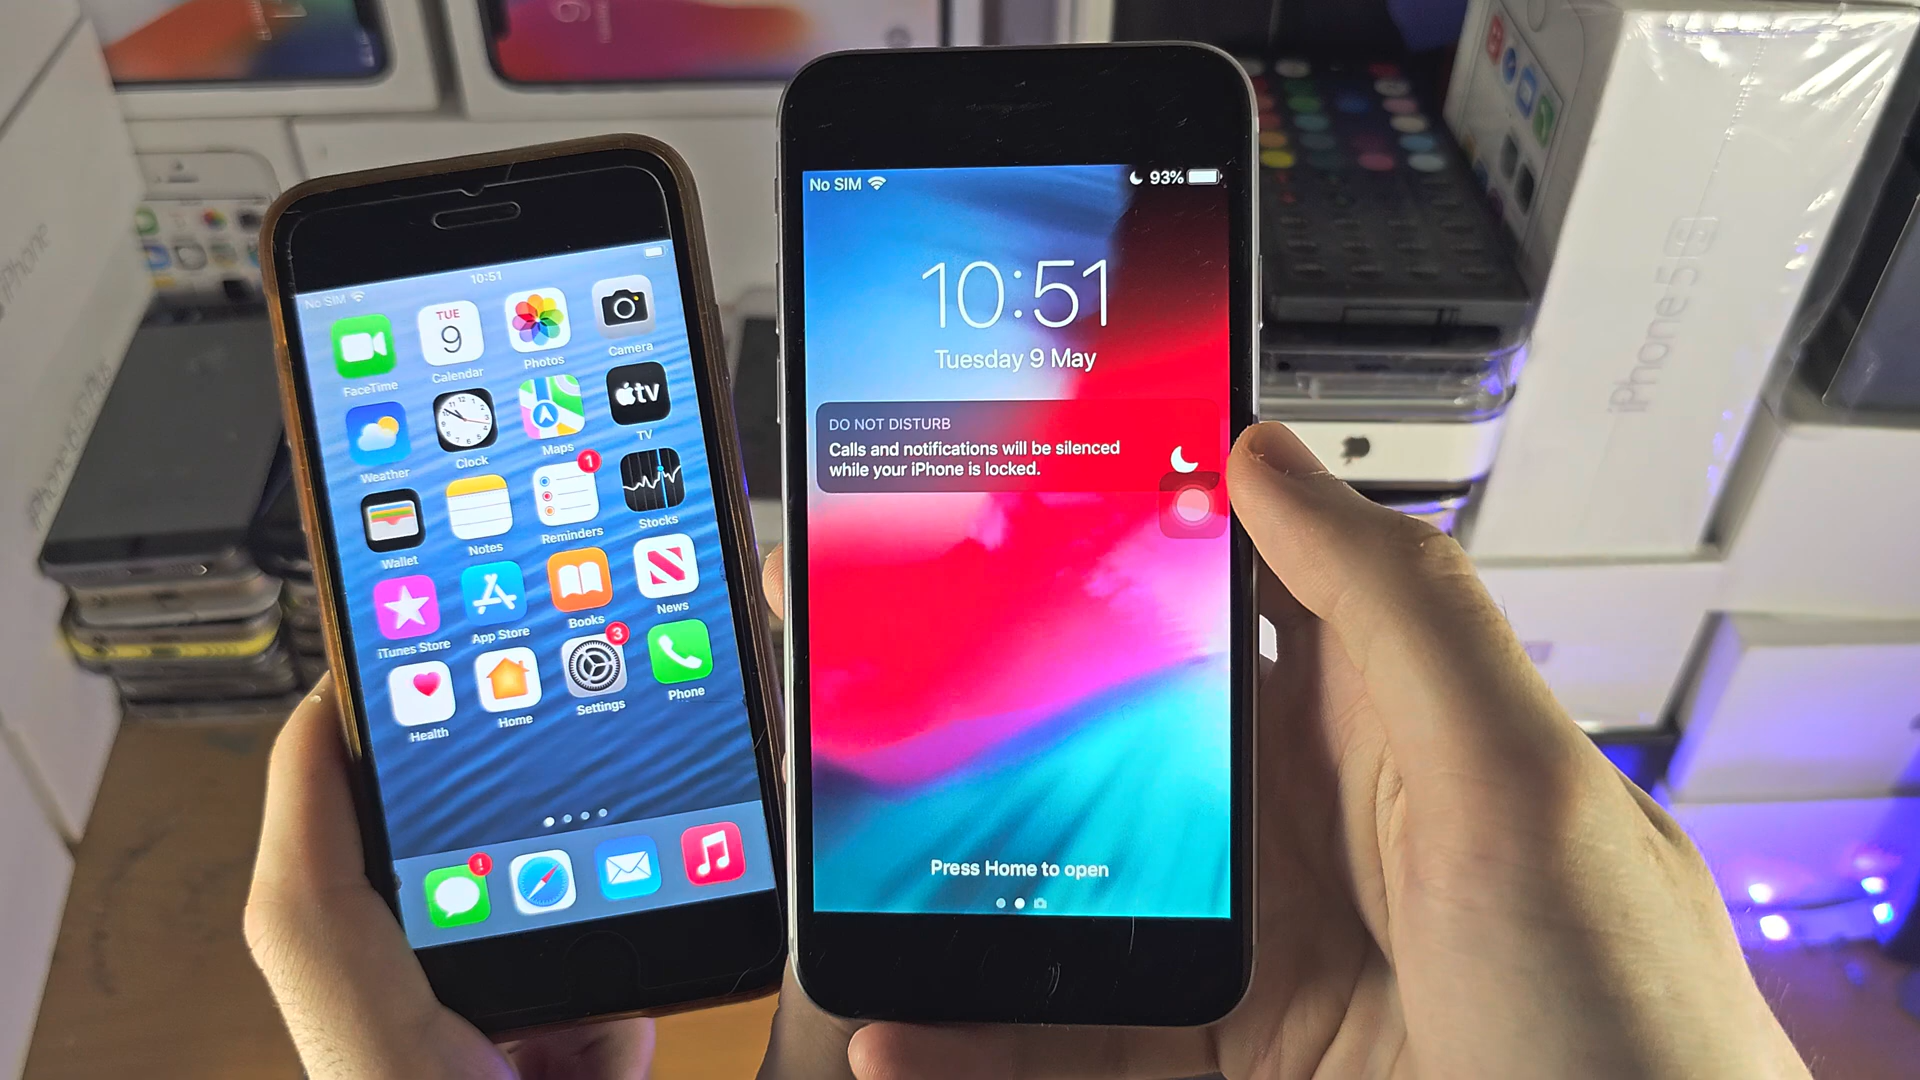 10:51
No SIM
FaceTime
TUE
9
Calendar
Photos
Camera
Weather
Clock
Maps
tv
TV
Wallet
Notes
1
Reminders
Stocks
iTunes Store
App Store
Books
News
Health
Home
3
Settings
Phone
!
No SIM
93%
10:51
Tuesday 9 May
DO NOT DISTURB
Calls and notifications will be silenced
while your iPhone is locked.
Press Home to open
iPhone
iPhone 5s